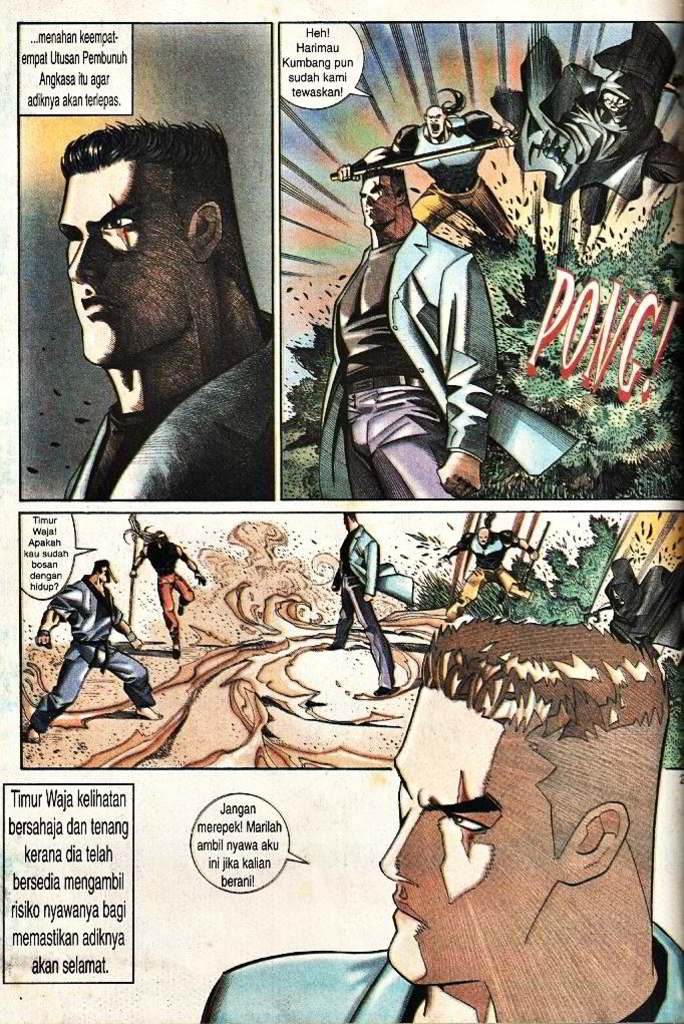 ...menahan keempat-
empat Utusan Pembunuh
Angkasa itu agar
adiknya akan terlepas.
Heh!
Harimau
Kumbang pun
sudah kami
tewaskan!
PONG!
Timur
Waja!
Apakah
kau sudah
bosan
dengan
hidup?
Timur Waja kelihatan
bersahaja dan tenang
kerana dia telah
bersedia mengambil
risiko nyawanya bagi
memastikan adiknya
akan selamat.
Jangan
merepek! Marilah
ambil nyawa aku
ini jika kalian
berani!